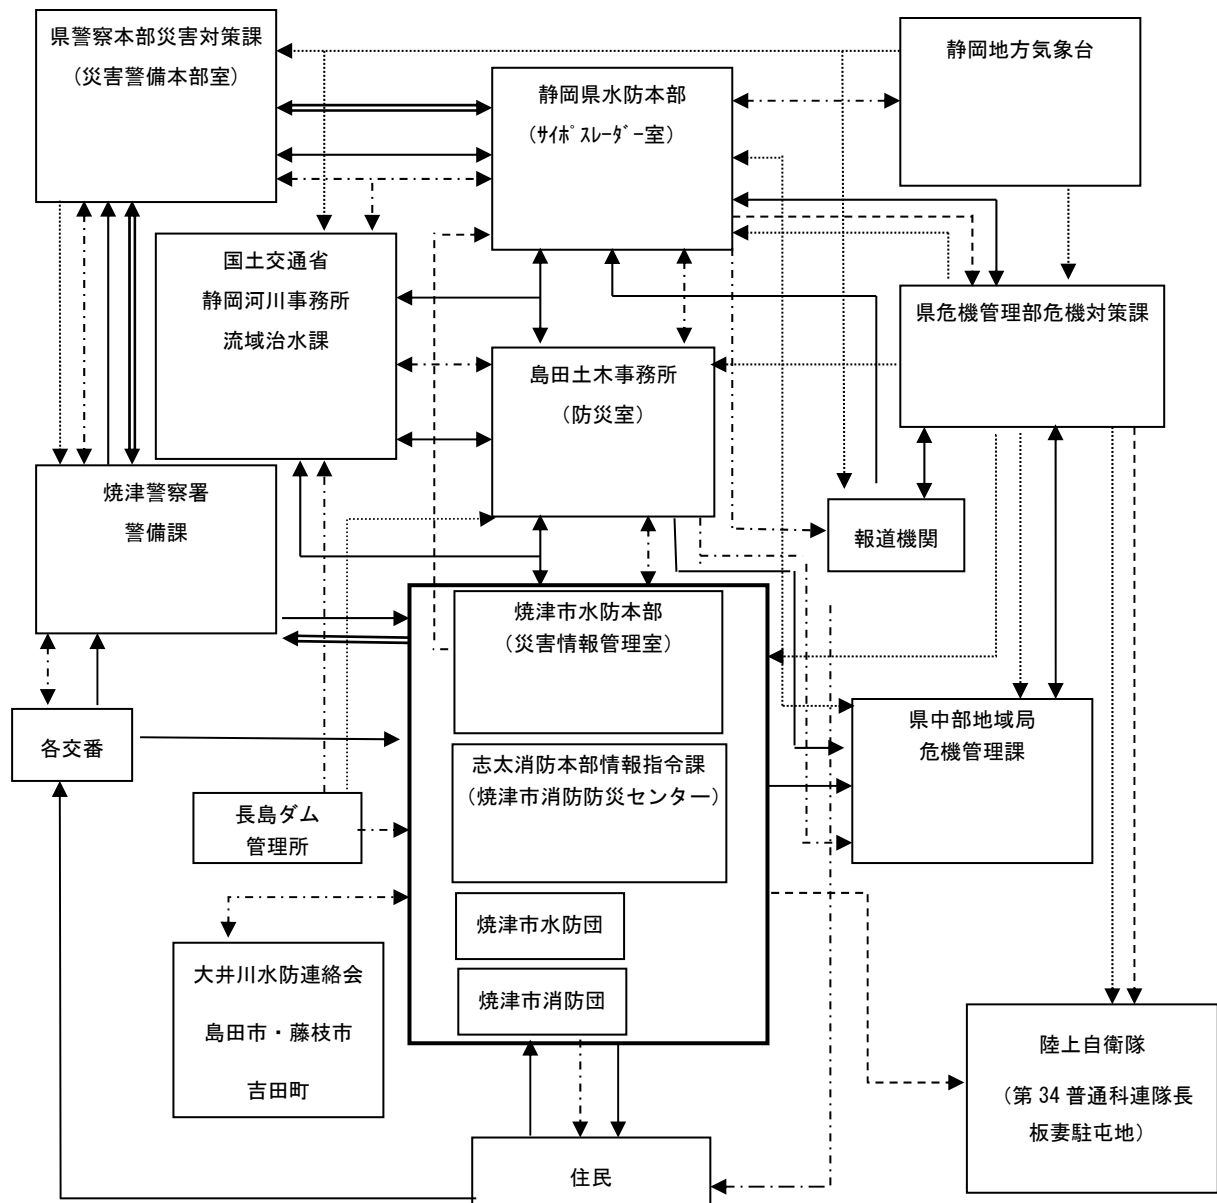 県警察本部災害対策課
（災害警備本部室）
静岡地方気象台
静岡県水防本部
（ｻｲﾎﾟｽﾚｰﾀﾞｰ室）
国土交通省
静岡河川事務所
流域治水課
県危機管理部危機対策課
島田土木事務所
（防災室）
焼津警察署
警備課
報道機関
焼津市水防本部
（災害情報管理室）
各交番
県中部地域局
危機管理課
志太消防本部情報指令課
（焼津市消防防災センター）
長島ダム
管理所
焼津市水防団
大井川水防連絡会
島田市・藤枝市
吉田町
焼津市消防団
陸上自衛隊
（第 34 普通科連隊長
板妻駐屯地）
住民